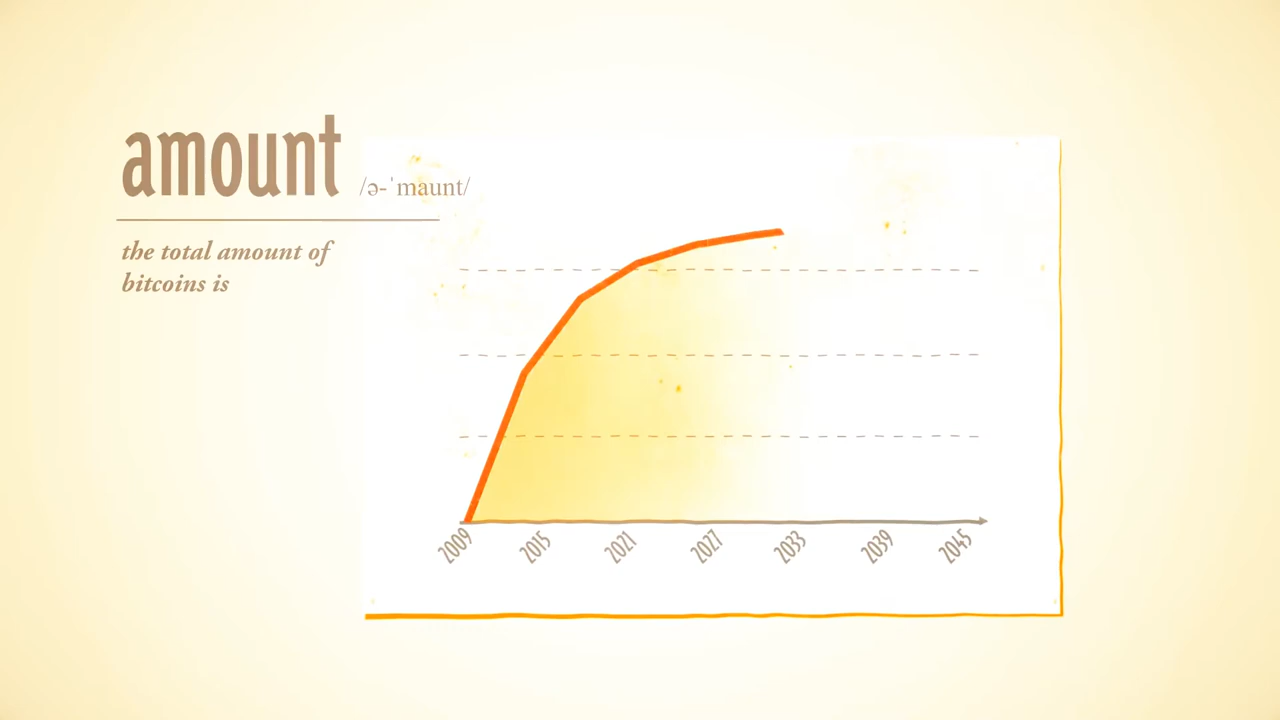 amount /ə-ˈmaunt/
the total amount of
bitcoins is
2009 2015 2021 2027 2033 2039 2045